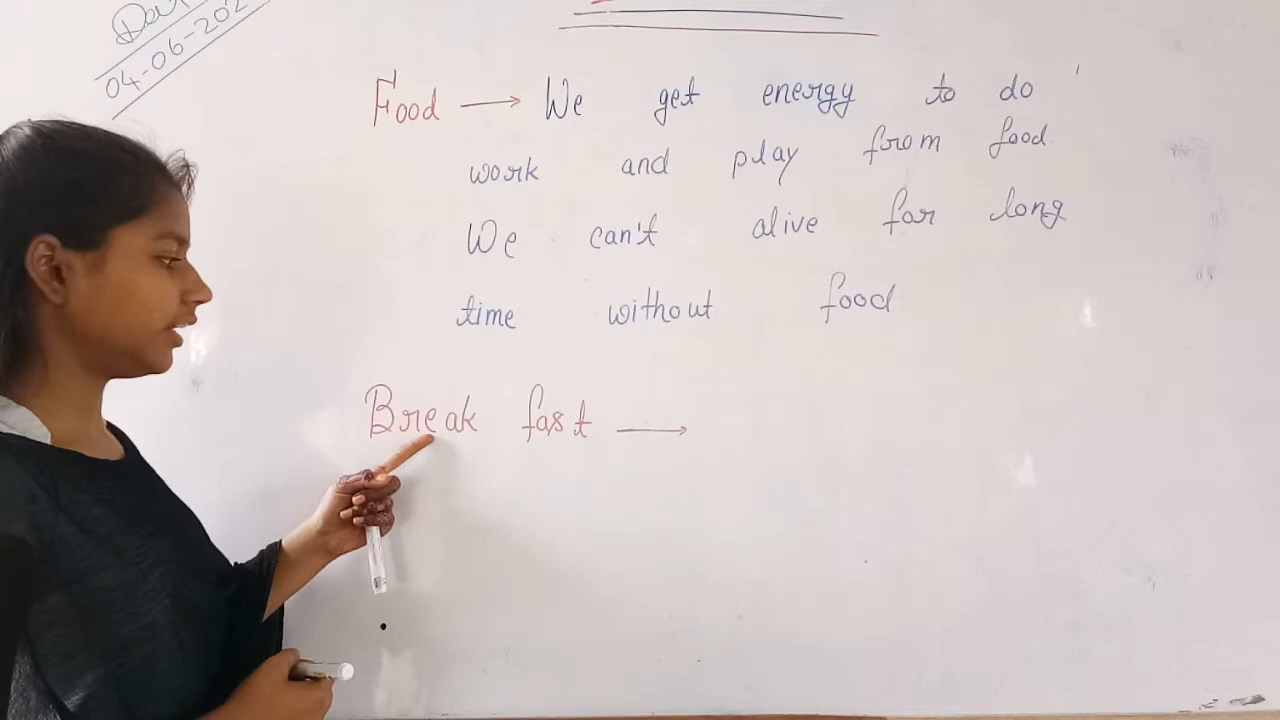 04-06-202
Food → We get energy to do
work and play from food.
We can't alive for long
time without food
Break fast →